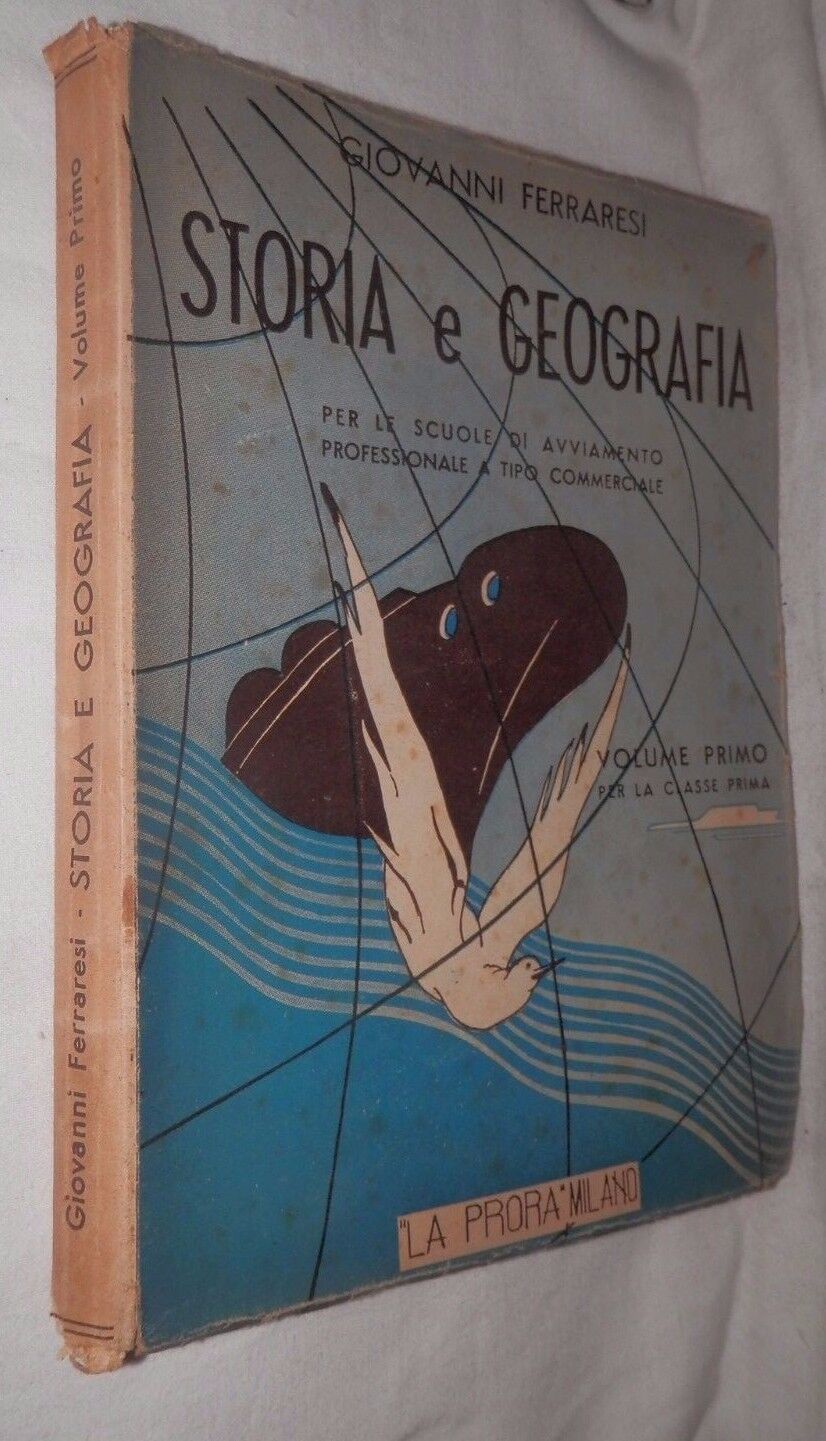 GIOVANNI FERRARESI
STORIA e GEOGRAFIA
PER LE SCUOLE DI AVVIAMENTO
PROFESSIONALE A TIPO COMMERCIALE
VOLUME PRIMO
PER LA CLASSE PRIMA
"LA PRORA" MILANO
Giovanni Ferraresi - STORIA E GEOGRAFIA - Volume Primo